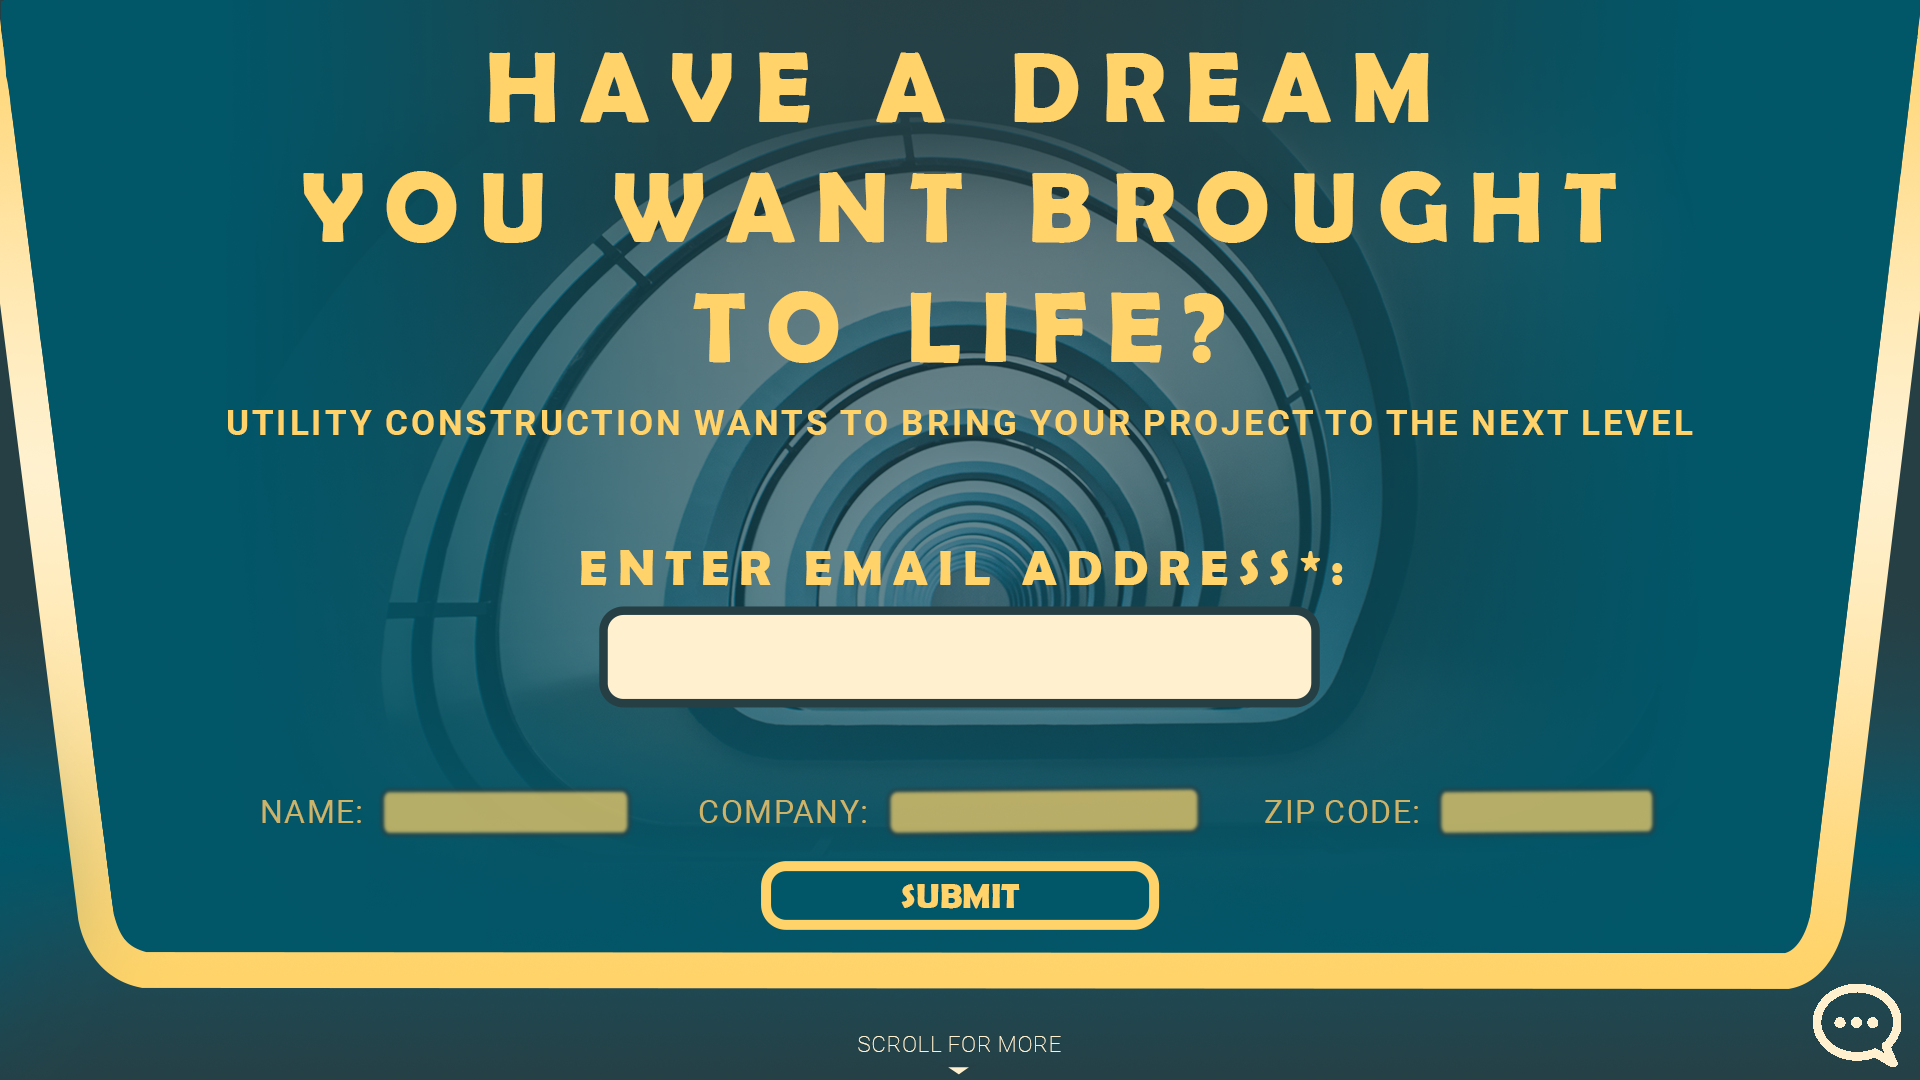 HAVE A DREAM
YOU WANT BROUGHT
TO LIFE?
UTILITY CONSTRUCTION WANTS TO BRING YOUR PROJECT TO THE NEXT LEVEL
ENTER EMAIL ADDRESS*:
NAME: COMPANY: ZIP CODE:
SUBMIT
SCROLL FOR MORE